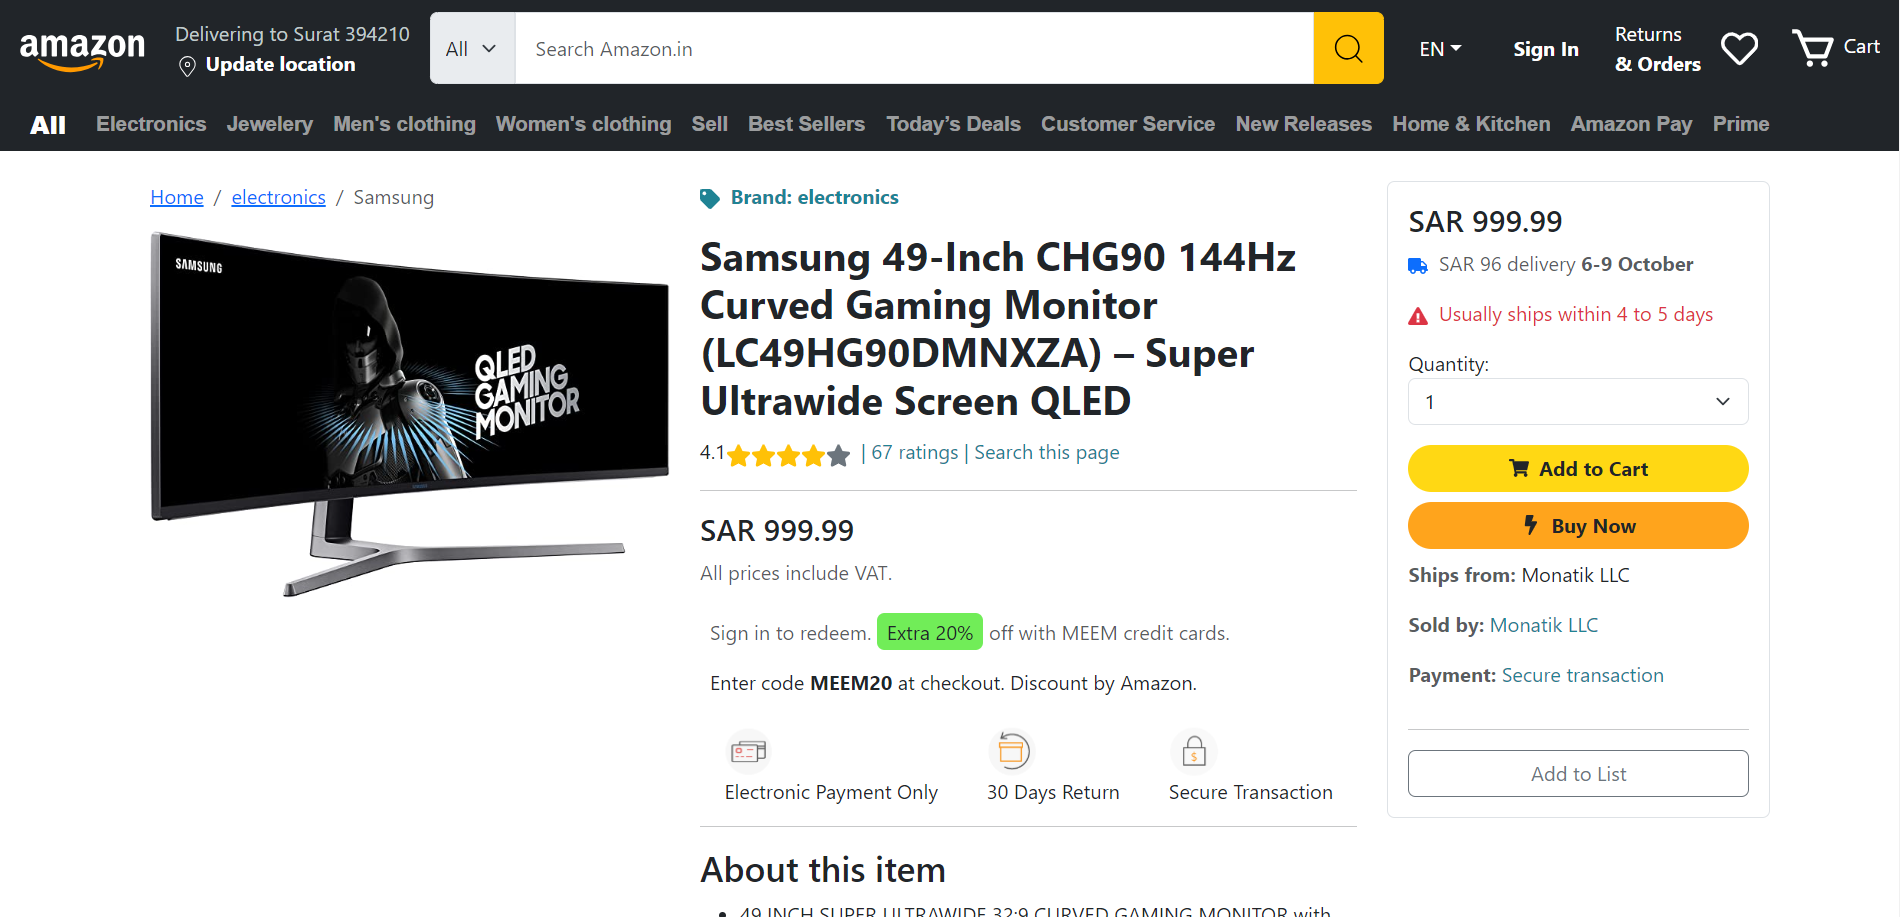 amazon
Delivering to Surat 394210
Update location
All
Search Amazon.in
EN
Sign In
Returns
& Orders
Cart
All Electronics Jewelery Men's clothing Women's clothing Sell Best Sellers Today’s Deals Customer Service New Releases Home & Kitchen Amazon Pay Prime
Home / electronics / Samsung
SAMSUNG
QLED
GAMING
MONITOR
Brand: electronics
Samsung 49-Inch CHG90 144Hz
Curved Gaming Monitor
(LC49HG90DMNXZA) – Super
Ultrawide Screen QLED
4.1 | 67 ratings | Search this page
SAR 999.99
All prices include VAT.
Sign in to redeem. Extra 20% off with MEEM credit cards.
Enter code MEEM20 at checkout. Discount by Amazon.
Electronic Payment Only
30 Days Return
Secure Transaction
About this item
• 49 INCH SUPER ULTRAWIDE 32:9 CURVED GAMING MONITOR with
SAR 999.99
SAR 96 delivery 6-9 October
Usually ships within 4 to 5 days
Quantity:
1
Add to Cart
Buy Now
Ships from: Monatik LLC
Sold by: Monatik LLC
Payment: Secure transaction
Add to List